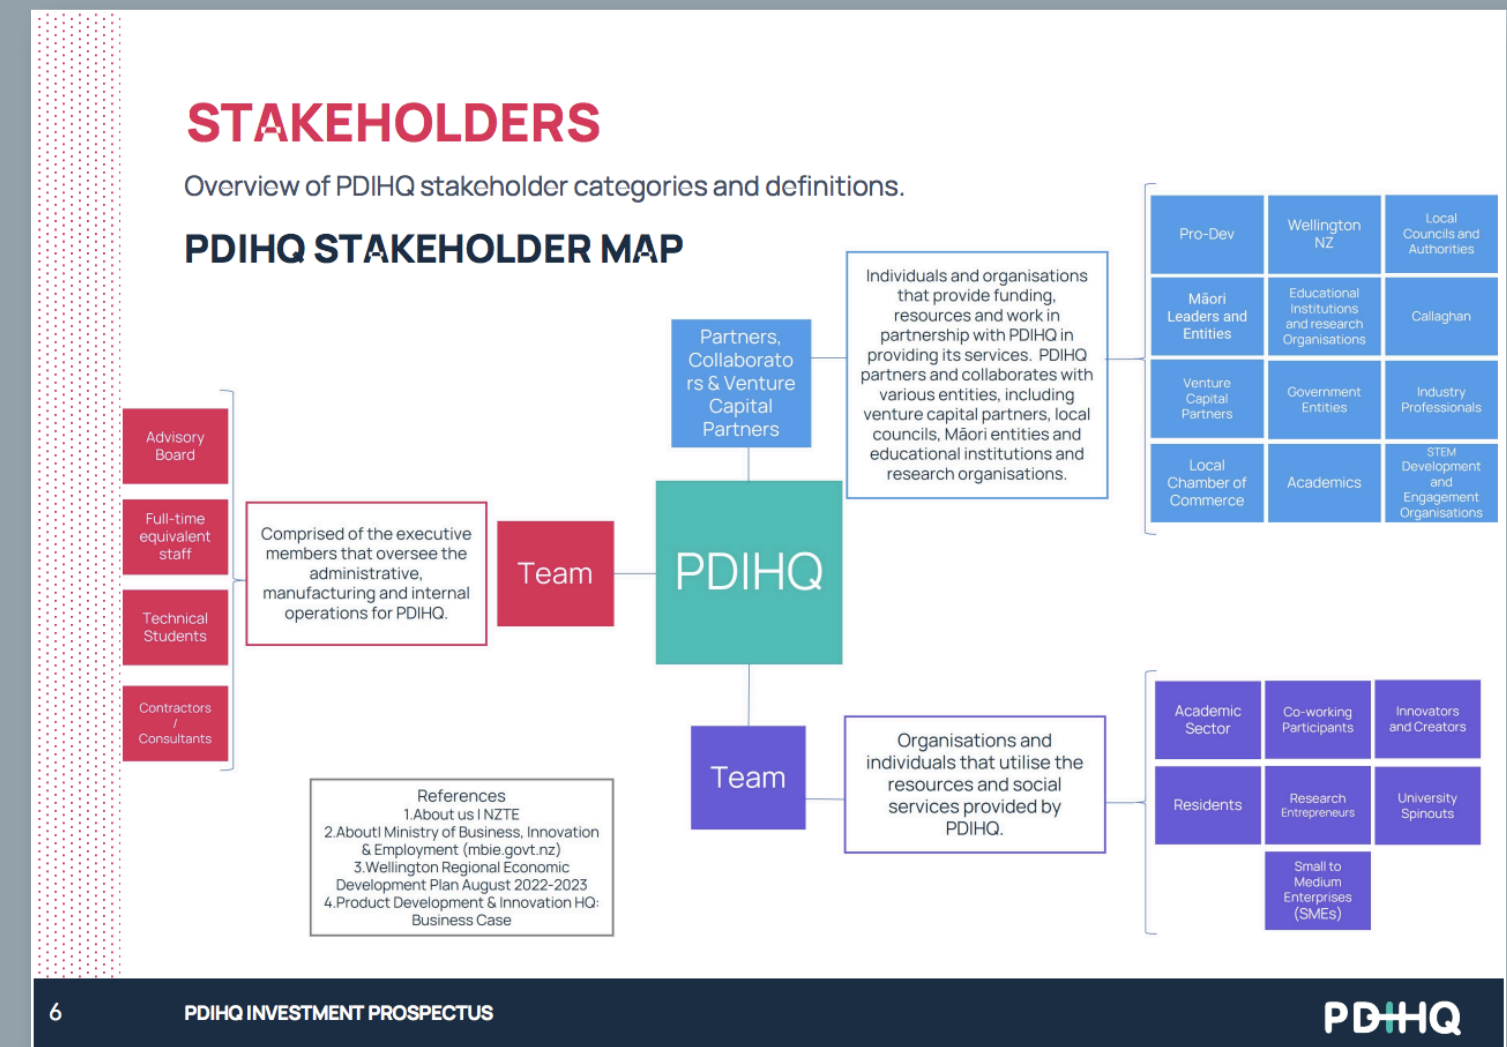 STAKEHOLDERS
Overview of PDIHQ stakeholder categories and definitions.
PDIHQ STAKEHOLDER MAP
Partners,
Collaborato
rs & Venture
Capital
Partners
Individuals and organisations
that provide funding,
resources and work in
partnership with PDIHQ in
providing its services. PDIHQ
partners and collaborates with
various entities, including
venture capital partners, local
councils, Māori entities and
educational institutions and
research organisations.
Pro-Dev
Wellington
NZ
Local
Councils and
Authorities
Māori
Leaders and
Entities
Educational
Institutions
and research
Organisations
Callaghan
Venture
Capital
Partners
Government
Entities
Industry
Professionals
Local
Chamber of
Commerce
Academics
STEM
Development
and
Engagement
Organisations
Advisory
Board
Full-time
equivalent
staff
Technical
Students
Contractors
/
Consultants
Comprised of the executive
members that oversee the
administrative,
manufacturing and internal
operations for PDIHQ.
Team
PDIHQ
Team
Organisations and
individuals that utilise the
resources and social
services provided by
PDIHQ.
Academic
Sector
Co-working
Participants
Innovators
and Creators
Residents
Research
Entrepreneurs
University
Spinouts
Small to
Medium
Enterprises
(SMEs)
References
1.About us | NZTE
2.About| Ministry of Business, Innovation
& Employment (mbie.govt.nz)
3.Wellington Regional Economic
Development Plan August 2022-2023
4.Product Development & Innovation HQ:
Business Case
6
PDIHQ INVESTMENT PROSPECTUS
PDIHQ